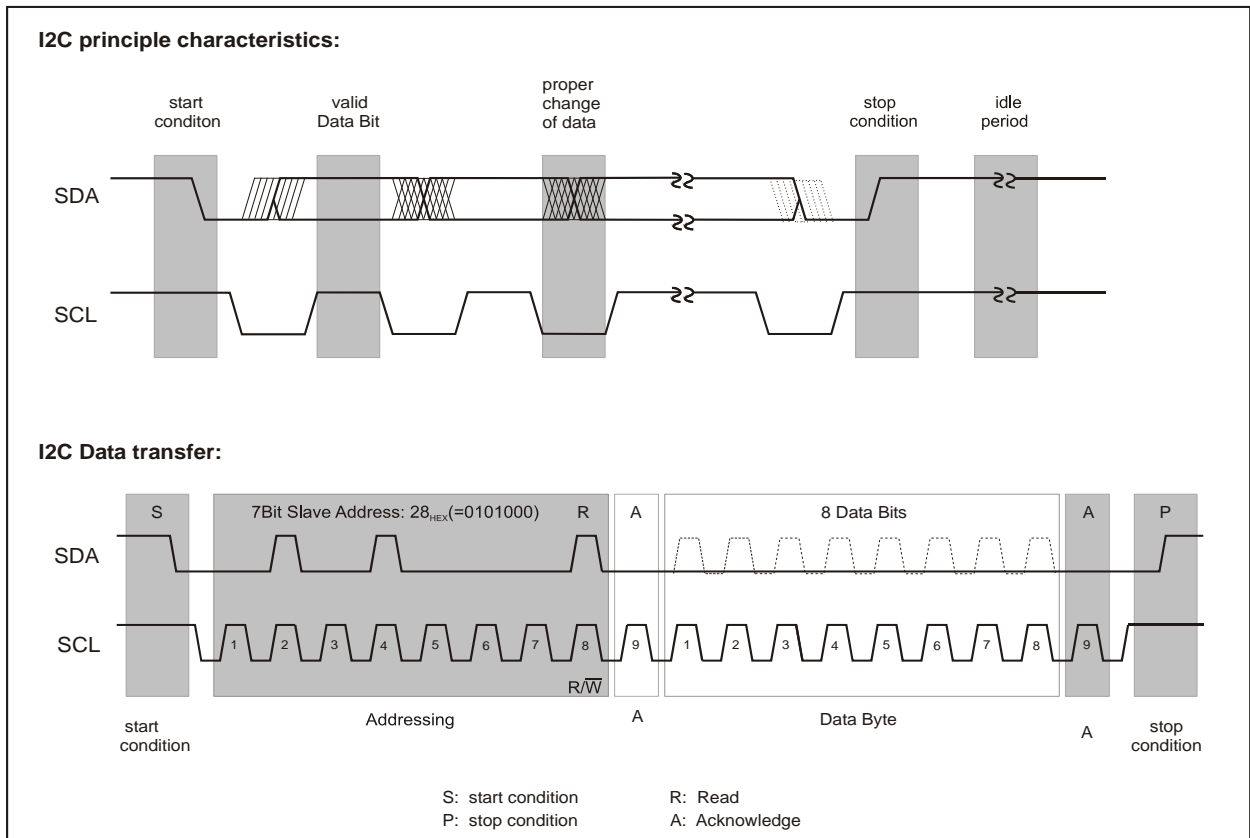 I2C principle characteristics:
start
conditon
valid
Data Bit
proper
change
of data
stop
condition
idle
period
SDA
SCL
I2C Data transfer:
S
7Bit Slave Address: 28HEX(=0101000)
R
A
8 Data Bits
A
P
SDA
SCL
1
2
3
4
5
6
7
8
9
1
2
3
4
5
6
7
8
9
R/W̅
start
condition
Addressing
A
Data Byte
A
stop
condition
S: start condition
R: Read
P: stop condition
A: Acknowledge